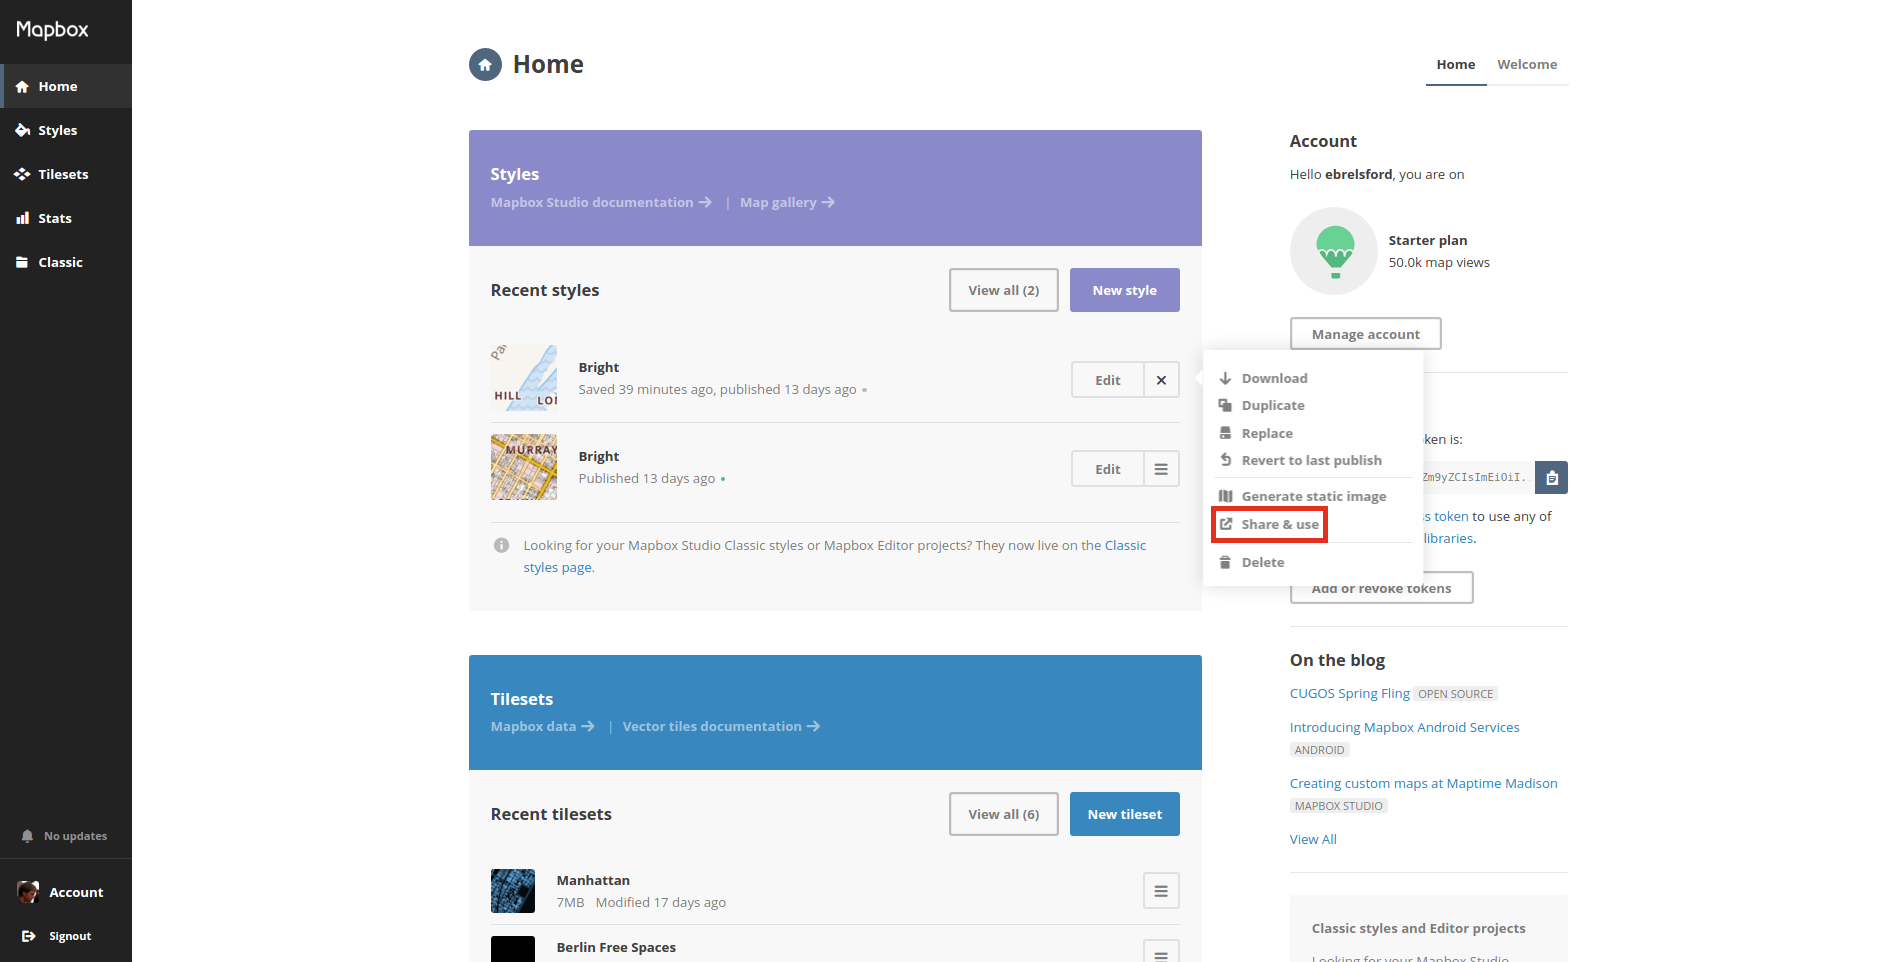 Mapbox
Home
Styles
Tilesets
Stats
Classic
No updates
Account
Signout
Home
Home
Welcome
Styles
Mapbox Studio documentation → | Map gallery →
Recent styles
View all (2)
New style
Pa
HILL LO
Bright
Saved 39 minutes ago, published 13 days ago
Edit
MURRAY
Bright
Published 13 days ago
Edit
Looking for your Mapbox Studio Classic styles or Mapbox Editor projects? They now live on the Classic
styles page.
Download
Duplicate
Replace
Revert to last publish
Generate static image
Share & use
Delete
Tilesets
Mapbox data → | Vector tiles documentation →
Recent tilesets
View all (6)
New tileset
Manhattan
7MB Modified 17 days ago
Berlin Free Spaces
Account
Hello ebrelsford, you are on
Starter plan
50.0k map views
Manage account
ken is:
Zm9yZCIsImEiOiI.
ss token to use any of
libraries.
Add or revoke tokens
On the blog
CUGOS Spring Fling OPEN SOURCE
Introducing Mapbox Android Services
ANDROID
Creating custom maps at Maptime Madison
MAPBOX STUDIO
View All
Classic styles and Editor projects
Looking for your Mapbox Studio